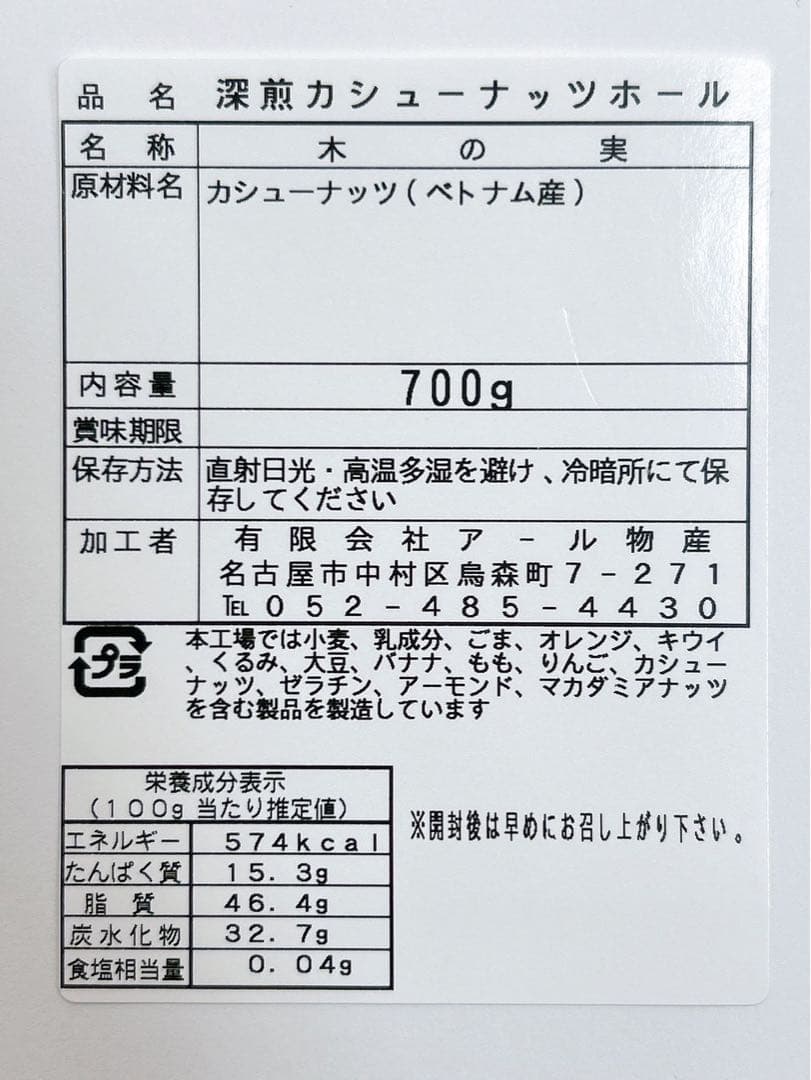 品名 深煎カシューナッツホール
名称 木の実
原材料名 カシューナッツ(ベトナム産)
内容量 700g
賞味期限
保存方法 直射日光・高温多湿を避け、冷暗所にて保
存してください
加工者 有限会社アール物産
名古屋市中村区烏森町7-271
℡052-485-4430
プラ
本工場では小麦、乳成分、ごま、オレンジ、キウイ
、くるみ、大豆、バナナ、もも、りんご、カシュー
ナッツ、ゼラチン、アーモンド、マカダミアナッツ
を含む製品を製造しています
栄養成分表示
(100g当たり推定値)
エネルギー 574kcal
たんぱく質 15.3g
脂質 46.4g
炭水化物 32.7g
食塩相当量 0.04g
※開封後は早めにお召し上がり下さい。